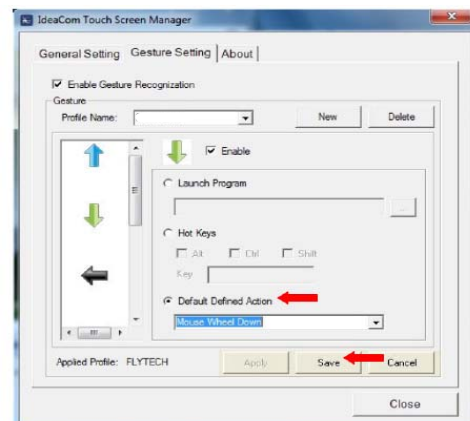 IdeaCom Touch Screen Manager
General Setting Gesture Setting About
Enable Gesture Recognization
Gesture
Profile Name: New Delete
Enable
Launch Program
...
Hot Keys
Alt Ctrl Shift
Key
Default Defined Action
Mouse Wheel Down
Applied Profile: FLYTECH Apply Save Cancel
Close